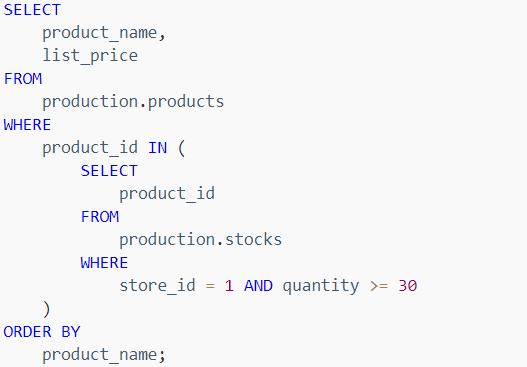 SELECT
    product_name,
    list_price
FROM
    production.products
WHERE
    product_id IN (
        SELECT
            product_id
        FROM
            production.stocks
        WHERE
            store_id = 1 AND quantity >= 30
    )
ORDER BY
    product_name;